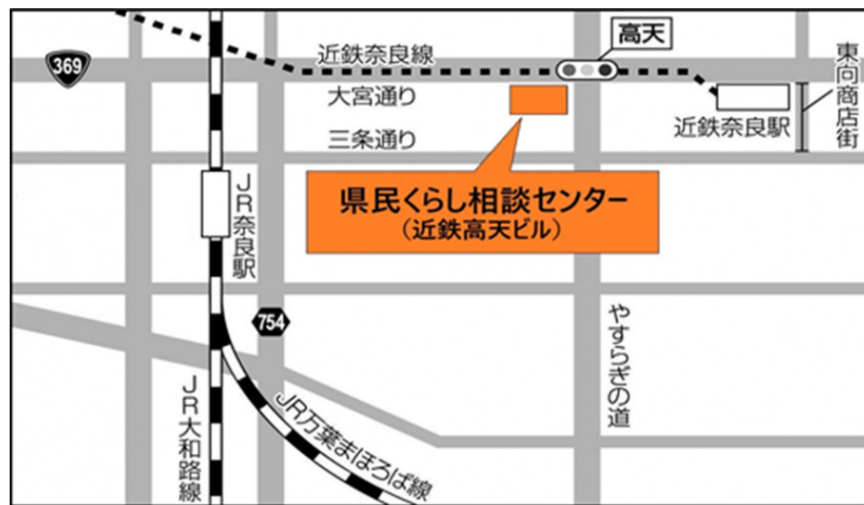 高天
369
近鉄奈良線
大宮通り
三条通り
近鉄奈良駅
東向商店街
県民くらし相談センター
（近鉄高天ビル）
JR奈良駅
754
やすらぎの道
JR大和路線
JR万葉まほろば線